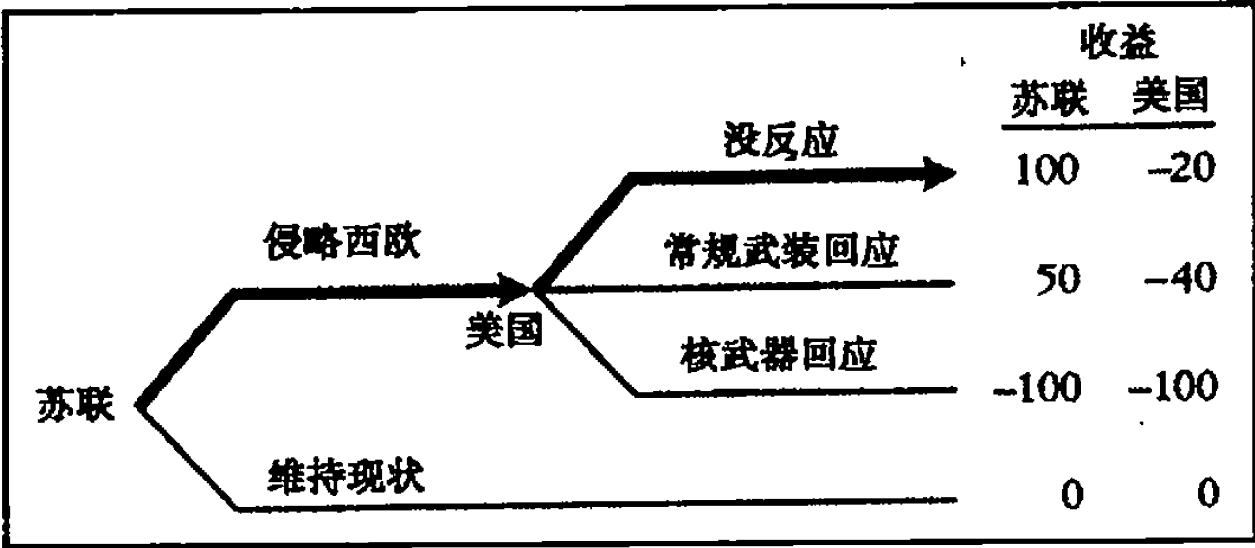 收益
苏联 美国
没反应
100 -20
侵略西欧
常规武装回应
50 -40
美国
核武器回应
-100 -100
苏联
维持现状
0 0